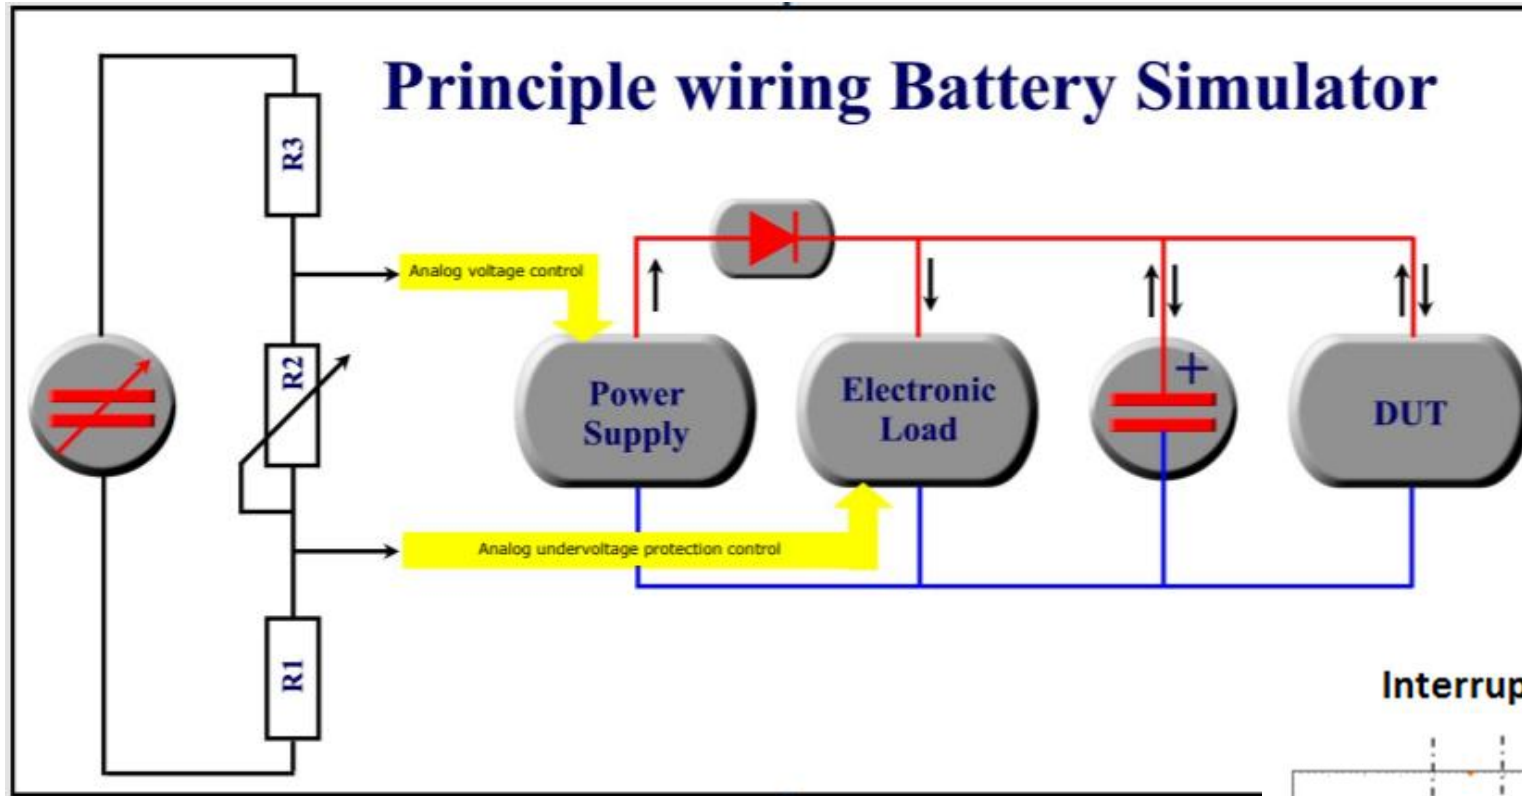 Principle wiring Battery Simulator
R3
Analog voltage control
R2
Power
Supply
Electronic
Load
+
DUT
Analog undervoltage protection control
R1
Interrup